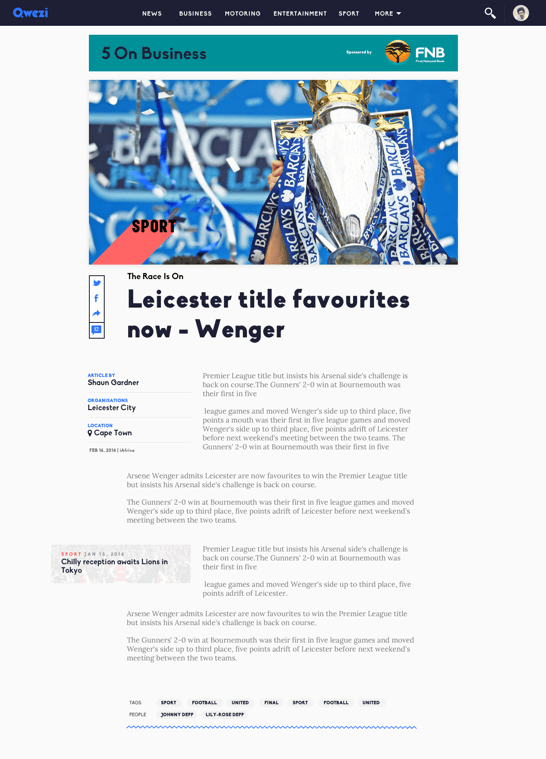 Qwezi
NEWS BUSINESS MOTORING ENTERTAINMENT SPORT MORE
5 On Business
Sponsored by
FNB
First National Bank
BARCLAYS
PREMIER LEAGUE
BARCLAYS
BARCLAYS
BARCLAYS
SPORT
The Race Is On
Leicester title favourites
now - Wenger
ARTICLE BY
Shaun Gardner
ORGANISATIONS
Leicester City
LOCATION
Cape Town
FEB 16, 2016 | iAfrica
Premier League title but insists his Arsenal side's challenge is
back on course.The Gunners' 2-0 win at Bournemouth was
their first in five
league games and moved Wenger's side up to third place, five
points a mouth was their first in five league games and moved
Wenger's side up to third place, five points adrift of Leicester
before next weekend's meeting between the two teams. The
Gunners' 2-0 win at Bournemouth was their first in five
Arsene Wenger admits Leicester are now favourites to win the Premier League title
but insists his Arsenal side's challenge is back on course.
The Gunners' 2-0 win at Bournemouth was their first in five league games and moved
Wenger's side up to third place, five points adrift of Leicester before next weekend's
meeting between the two teams.
SPORT JAN 15, 2016
Chilly reception awaits Lions in
Tokyo
Premier League title but insists his Arsenal side's challenge is
back on course.The Gunners' 2-0 win at Bournemouth was
their first in five
league games and moved Wenger's side up to third place, five
points adrift of Leicester.
Arsene Wenger admits Leicester are now favourites to win the Premier League title
but insists his Arsenal side's challenge is back on course.
The Gunners' 2-0 win at Bournemouth was their first in five league games and moved
Wenger's side up to third place, five points adrift of Leicester before next weekend's
meeting between the two teams.
TAGS SPORT FOOTBALL UNITED FINAL SPORT FOOTBALL UNITED
PEOPLE JOHNNY DEFF LILY-ROSE DEFF